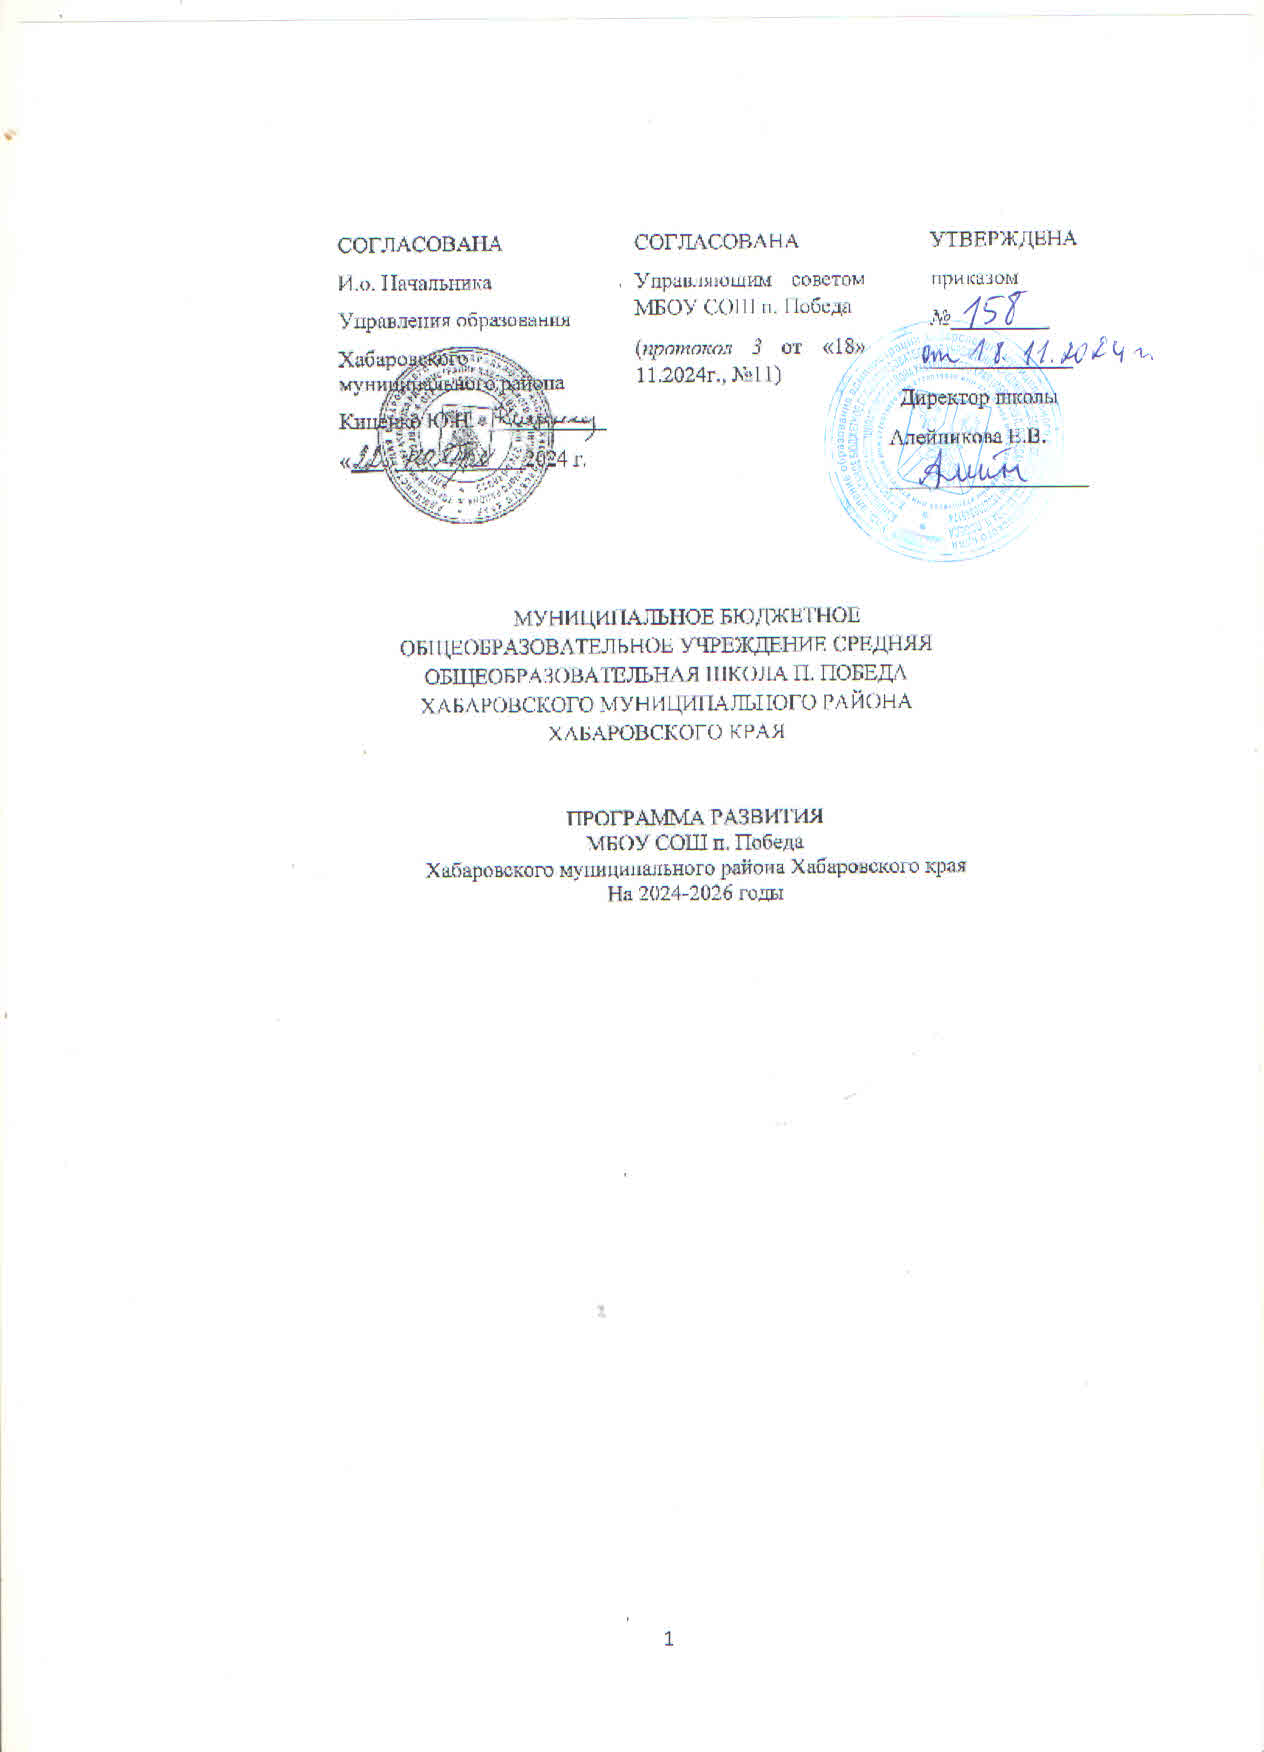 СОГЛАСОВАНА
И.о. Начальника
Управления образования
Хабаровского
муниципального района
Киценко Ю.Н.
« 22 » ноября 2024 г.
СОГЛАСОВАНА
Управляющим советом
МБОУ СОШ п. Победа
(протокол 3 от «18»
11.2024г., №11)
УТВЕРЖДЕНА
приказом
№ 158
от 18.11.2024 г.
Директор школы
Алейникова Е.В.
МУНИЦИПАЛЬНОЕ БЮДЖЕТНОЕ
ОБЩЕОБРАЗОВАТЕЛЬНОЕ УЧРЕЖДЕНИЕ СРЕДНЯЯ
ОБЩЕОБРАЗОВАТЕЛЬНАЯ ШКОЛА П. ПОБЕДА
ХАБАРОВСКОГО МУНИЦИПАЛЬНОГО РАЙОНА
ХАБАРОВСКОГО КРАЯ
ПРОГРАММА РАЗВИТИЯ
МБОУ СОШ п. Победа
Хабаровского муниципального района Хабаровского края
На 2024-2026 годы
1